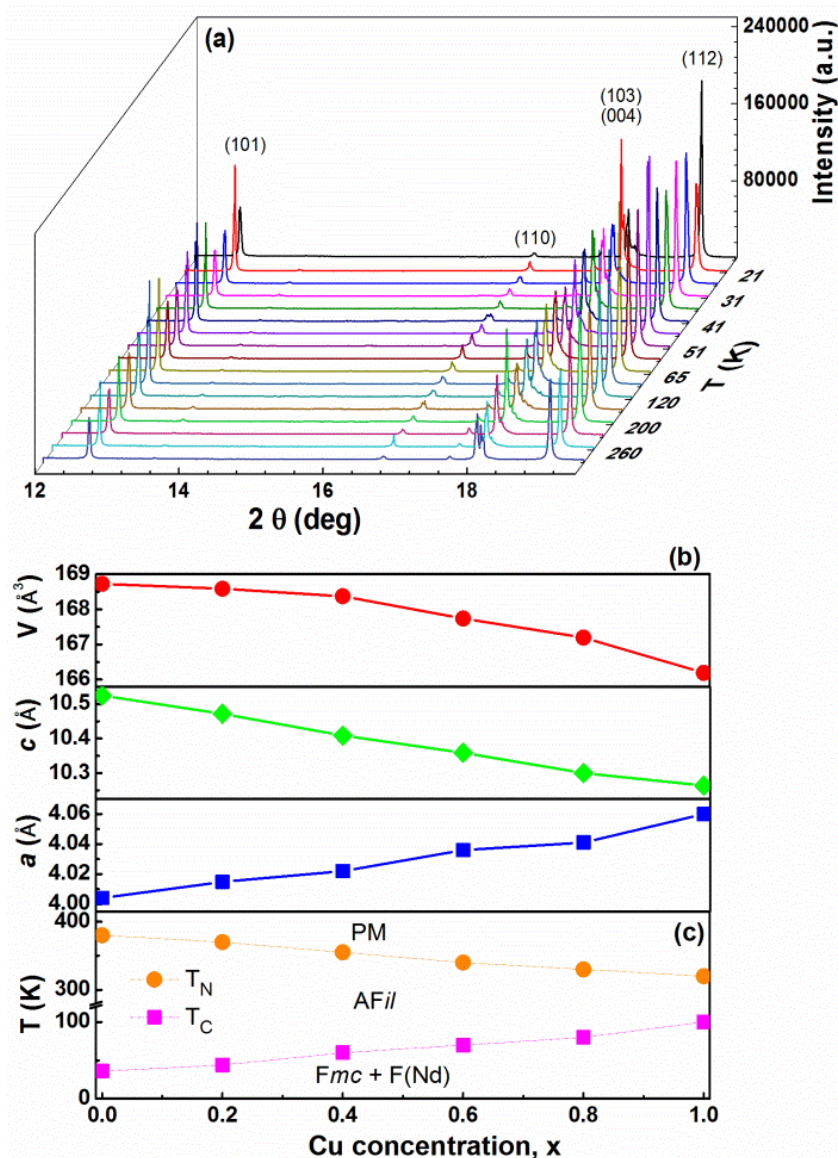 (a)
240000
160000
80000
Intensity (a.u.)
(112)
(103)
(004)
(101)
(110)
21
31
41
51
65
120
200
260
T (K)
12 14 16 18
2 θ (deg)
(b)
169
168
167
166
V (Å³)
10.5
10.4
10.3
c (Å)
4.06
4.04
4.02
4.00
a (Å)
400
300
100
0
T (K)
PM (c)
T_N
AFil
T_C
Fmc + F(Nd)
0.0 0.2 0.4 0.6 0.8 1.0
Cu concentration, x